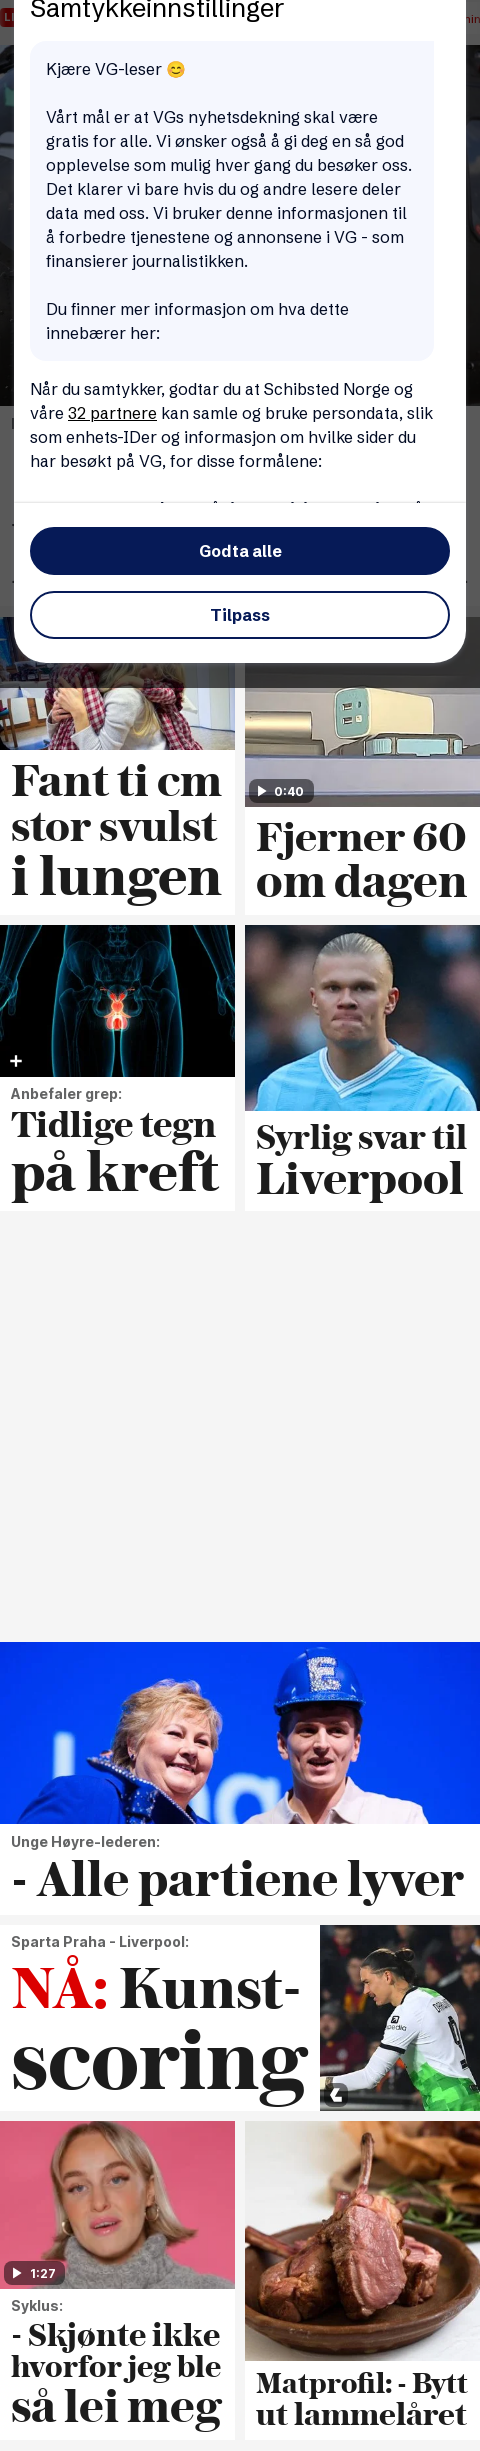 Samtykkeinnstillinger
Kjære VG-leser 😊
Vårt mål er at VGs nyhetsdekning skal være
gratis for alle. Vi ønsker også å gi deg en så god
opplevelse som mulig hver gang du besøker oss.
Det klarer vi bare hvis du og andre lesere deler
data med oss. Vi bruker denne informasjonen til
å forbedre tjenestene og annonsene i VG - som
finansierer journalistikken.
Du finner mer informasjon om hva dette
innebærer her:
Når du samtykker, godtar du at Schibsted Norge og
våre 32 partnere kan samle og bruke persondata, slik
som enhets-IDer og informasjon om hvilke sider du
har besøkt på VG, for disse formålene:
Godta alle
Tilpass
Fant ti cm
stor svulst
i lungen
0:40
Fjerner 60
om dagen
Anbefaler grep:
Tidlige tegn
på kreft
Syrlig svar til
Liverpool
Unge Høyre-lederen:
- Alle partiene lyver
Sparta Praha - Liverpool:
NÅ: Kunst-
scoring
1:27
Syklus:
- Skjønte ikke
hvorfor jeg ble
så lei meg
Matprofil: - Bytt
ut lammelåret